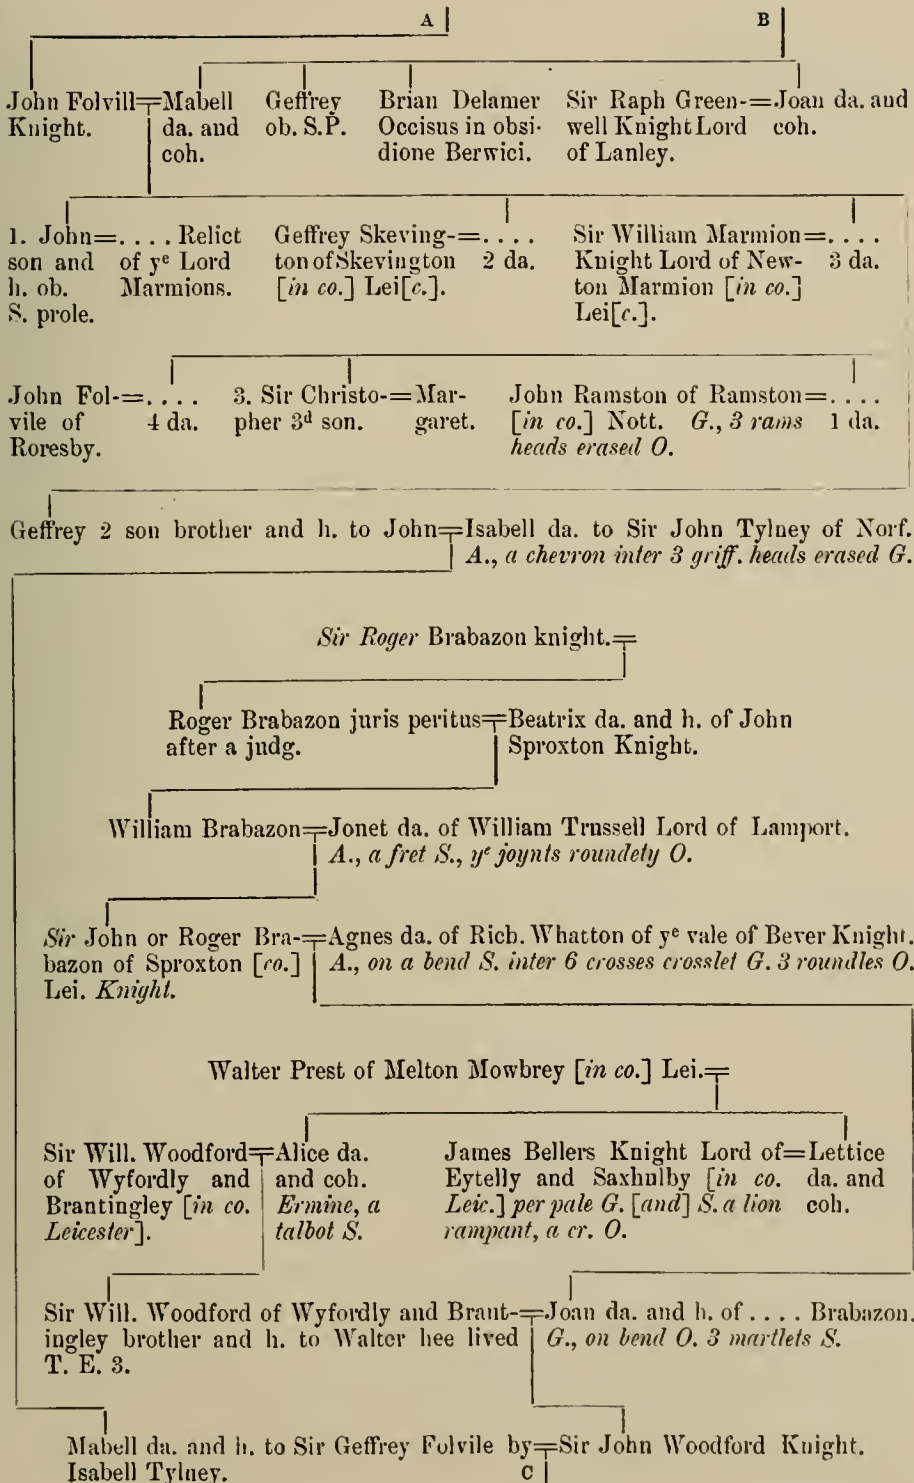 A B
John Folvill=Mabell Geffrey Brian Delamer Sir Raph Green-=Joan da. and
Knight. da. and ob. S.P. Occisus in obsi- well Knight Lord coh.
coh. dione Berwici. of Lanley.
1. John=. . . . Relict Geffrey Skeving-=. . . . Sir William Marmion=. . . .
son and of yᵉ Lord ton of Skevington 2 da. Knight Lord of New- 3 da.
h. ob. Marmions. [in co.] Lei[c.]. ton Marmion [in co.]
S. prole. Lei[c.].
John Fol-=. . . . 3. Sir Christo-=Mar- John Ramston of Ramston=. . . .
vile of 4 da. pher 3ᵈ son. garet. [in co.] Nott. G., 3 rams 1 da.
Roresby. heads erased O.
Geffrey 2 son brother and h. to John=Isabell da. to Sir John Tylney of Norf.
A., a chevron inter 3 griff. heads erased G.
Sir Roger Brabazon knight.=
Roger Brabazon juris peritus=Beatrix da. and h. of John
after a judg. Sproxton Knight.
William Brabazon=Jonet da. of William Trussell Lord of Lamport.
A., a fret S., yᵉ joynts roundety O.
Sir John or Roger Bra-=Agnes da. of Rich. Whatton of yᵉ vale of Bever Knight.
bazon of Sproxton [co.] A., on a bend S. inter 6 crosses crosslet G. 3 roundles O.
Lei. Knight.
Walter Prest of Melton Mowbrey [in co.] Lei.=
Sir Will. Woodford=Alice da. James Bellers Knight Lord of=Lettice
of Wyfordly and and coh. Eytelly and Saxhulby [in co. da. and
Brantingley [in co. Ermine, a Leic.] per pale G. [and] S. a lion coh.
Leicester]. talbot S. rampant, a cr. O.
Sir Will. Woodford of Wyfordly and Brant-=Joan da. and h. of . . . . Brabazon.
ingley brother and h. to Walter hee lived G., on bend O. 3 martlets S.
T. E. 3.
Mabell da. and h. to Sir Geffrey Folvile by=Sir John Woodford Knight.
Isabell Tylney. C